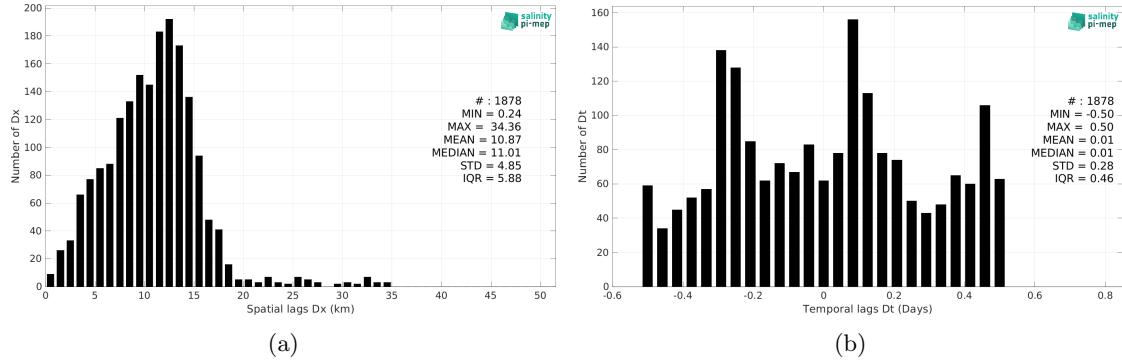 200
180
160
140
120
100
80
60
40
20
0
Number of Dx
0 5 10 15 20 25 30 35 40 45 50
Spatial lags Dx (km)
salinity
pi-mep
# : 1878
MIN = 0.24
MAX = 34.36
MEAN = 10.87
MEDIAN = 11.01
STD = 4.85
IQR = 5.88
(a)
160
140
120
100
80
60
40
20
0
Number of Dt
-0.6 -0.4 -0.2 0 0.2 0.4 0.6 0.8
Temporal lags Dt (Days)
salinity
pi-mep
# : 1878
MIN = -0.50
MAX = 0.50
MEAN = 0.01
MEDIAN = 0.01
STD = 0.28
IQR = 0.46
(b)